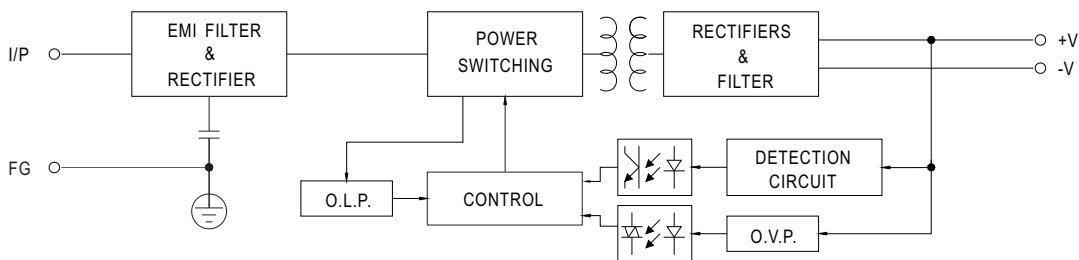 I/P
EMI FILTER
&
RECTIFIER
POWER
SWITCHING
RECTIFIERS
&
FILTER
+V
-V
FG
O.L.P.
CONTROL
DETECTION
CIRCUIT
O.V.P.